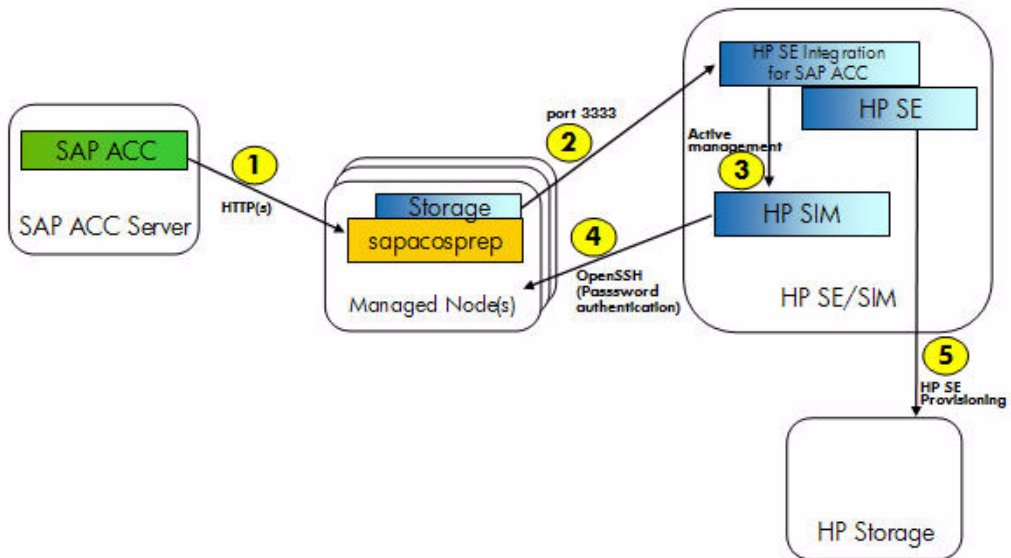 HP SE Integration
for SAP ACC
HP SE
port 3333
2
Active
management
3
SAP ACC
SAP ACC Server
1
HTTP(s)
Storage
sapacosprep
Managed Node(s)
HP SIM
4
OpenSSH
(Passsword
authentication)
HP SE/SIM
5
HP SE
Provisioning
HP Storage